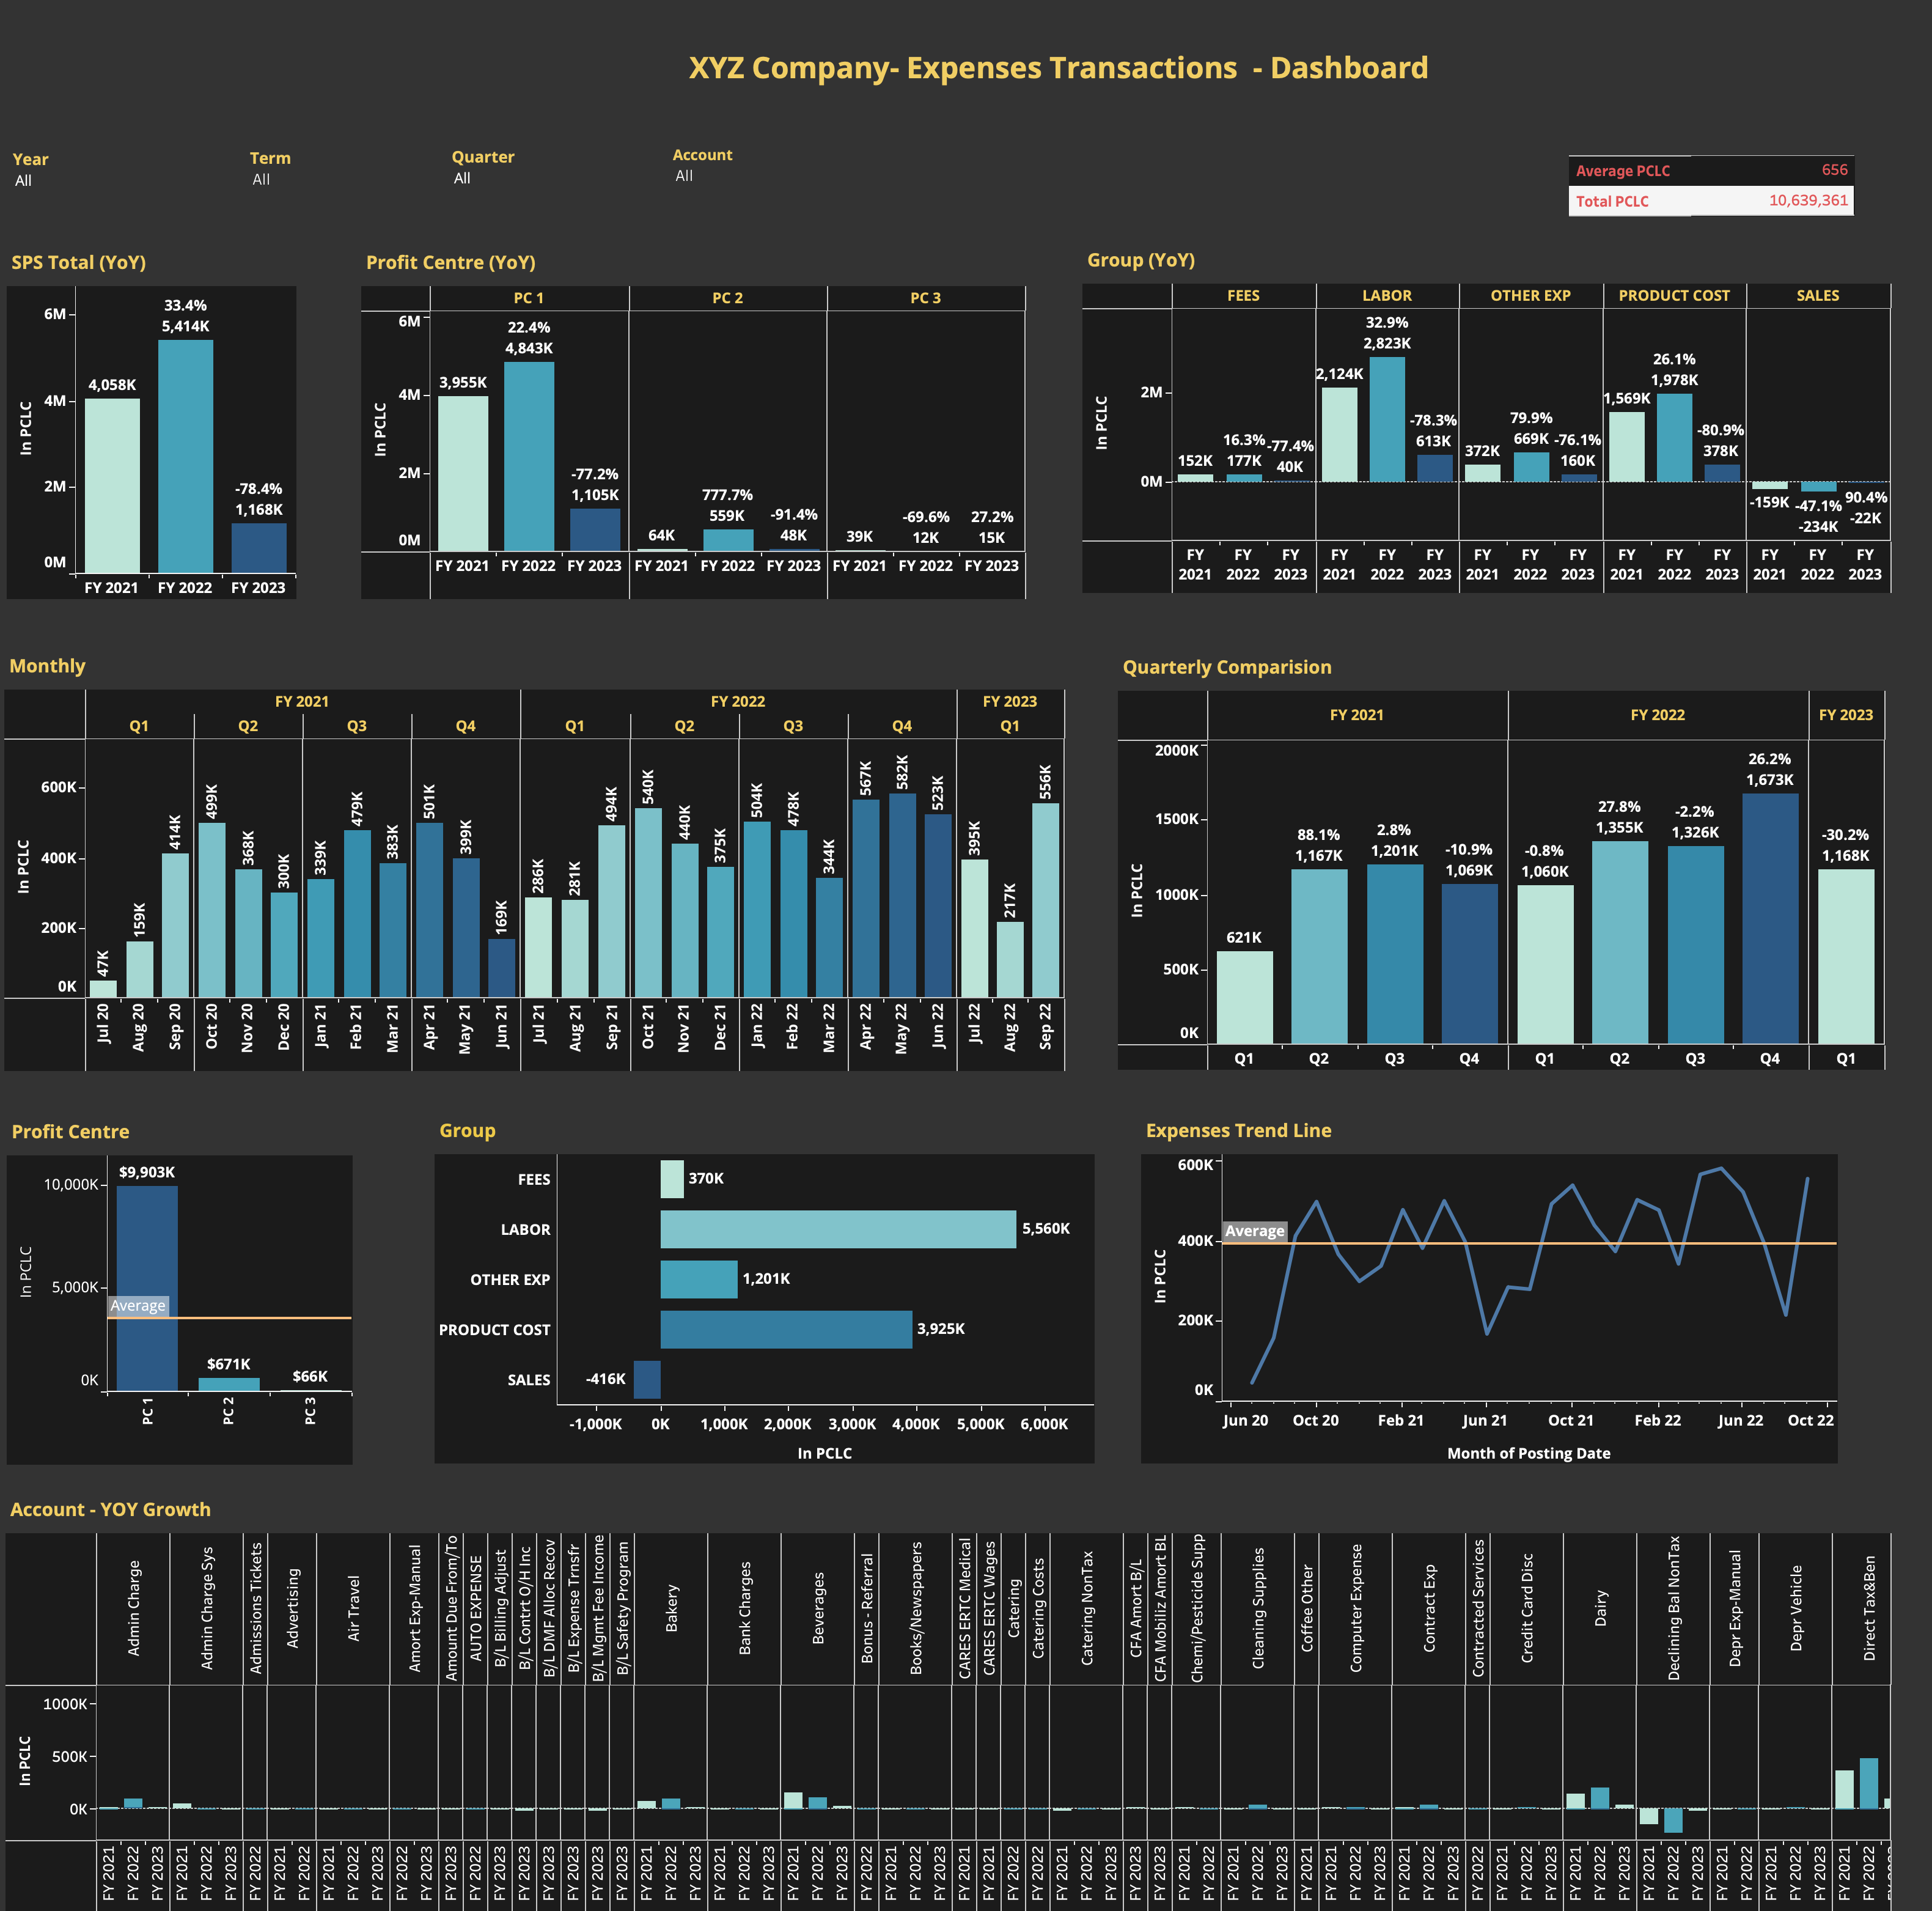 XYZ Company- Expenses Transactions  - Dashboard
Year
All
Term
All
Quarter
All
Account
All
Average PCLC 656
Total PCLC 10,639,361
SPS Total (YoY)
In PCLC
6M
4M
2M
0M
4,058K
33.4%
5,414K
-78.4%
1,168K
FY 2021 FY 2022 FY 2023
Profit Centre (YoY)
PC 1 PC 2 PC 3
In PCLC
6M
4M
2M
0M
3,955K
22.4%
4,843K
-77.2%
1,105K
64K
777.7%
559K
-91.4%
48K
39K
-69.6%
12K
27.2%
15K
FY 2021 FY 2022 FY 2023 FY 2021 FY 2022 FY 2023 FY 2021 FY 2022 FY 2023
Group (YoY)
FEES LABOR OTHER EXP PRODUCT COST SALES
In PCLC
2M
0M
152K
16.3%
177K
-77.4%
40K
2,124K
32.9%
2,823K
-78.3%
613K
372K
79.9%
669K
-76.1%
160K
1,569K
26.1%
1,978K
-80.9%
378K
-159K
-47.1%
-234K
90.4%
-22K
FY FY FY FY FY FY FY FY FY FY FY FY FY FY FY
2021 2022 2023 2021 2022 2023 2021 2022 2023 2021 2022 2023 2021 2022 2023
Monthly
FY 2021 FY 2022 FY 2023
Q1 Q2 Q3 Q4 Q1 Q2 Q3 Q4 Q1
In PCLC
600K
400K
200K
0K
47K 159K 414K 499K 368K 300K 339K 479K 383K 501K 399K 169K 286K 281K 494K 540K 440K 375K 504K 478K 344K 567K 582K 523K 395K 217K 556K
Jul 20 Aug 20 Sep 20 Oct 20 Nov 20 Dec 20 Jan 21 Feb 21 Mar 21 Apr 21 May 21 Jun 21 Jul 21 Aug 21 Sep 21 Oct 21 Nov 21 Dec 21 Jan 22 Feb 22 Mar 22 Apr 22 May 22 Jun 22 Jul 22 Aug 22 Sep 22
Quarterly Comparision
FY 2021 FY 2022 FY 2023
In PCLC
2000K
1500K
1000K
500K
0K
621K
88.1%
1,167K
2.8%
1,201K
-10.9%
1,069K
-0.8%
1,060K
27.8%
1,355K
-2.2%
1,326K
26.2%
1,673K
-30.2%
1,168K
Q1 Q2 Q3 Q4 Q1 Q2 Q3 Q4 Q1
Profit Centre
In PCLC
10,000K
5,000K
0K
$9,903K
Average
$671K
$66K
PC 1 PC 2 PC 3
Group
FEES 370K
LABOR 5,560K
OTHER EXP 1,201K
PRODUCT COST 3,925K
SALES -416K
-1,000K 0K 1,000K 2,000K 3,000K 4,000K 5,000K 6,000K
In PCLC
Expenses Trend Line
In PCLC
600K
400K
200K
0K
Average
Jun 20 Oct 20 Feb 21 Jun 21 Oct 21 Feb 22 Jun 22 Oct 22
Month of Posting Date
Account - YOY Growth
Admin Charge
Admin Charge Sys
Admissions Tickets
Advertising
Air Travel
Amort Exp-Manual
Amount Due From/To
AUTO EXPENSE
B/L Billing Adjust
B/L Contrt O/H Inc
B/L DMF Alloc Recov
B/L Expense Trnsfr
B/L Mgmt Fee Income
B/L Safety Program
Bakery
Bank Charges
Beverages
Bonus - Referral
Books/Newspapers
CARES ERTC Medical
CARES ERTC Wages
Catering
Catering Costs
Catering NonTax
CFA Amort B/L
CFA Mobiliz Amort BL
Chemi/Pesticide Supp
Cleaning Supplies
Coffee Other
Computer Expense
Contract Exp
Contracted Services
Credit Card Disc
Dairy
Declining Bal NonTax
Depr Exp-Manual
Depr Vehicle
Direct Tax&Ben
In PCLC
1000K
500K
0K
FY 2021 FY 2022 FY 2023 FY 2021 FY 2022 FY 2023 FY 2022 FY 2021 FY 2022 FY 2021 FY 2022 FY 2023 FY 2022 FY 2023 FY 2023 FY 2022 FY 2021 FY 2021 FY 2021 FY 2021 FY 2021 FY 2021 FY 2021 FY 2022 FY 2023 FY 2021 FY 2022 FY 2023 FY 2021 FY 2022 FY 2023 FY 2022 FY 2021 FY 2022 FY 2023 FY 2021 FY 2021 FY 2022 FY 2022 FY 2021 FY 2022 FY 2023 FY 2023 FY 2023 FY 2021 FY 2022 FY 2021 FY 2022 FY 2023 FY 2021 FY 2021 FY 2022 FY 2023 FY 2021 FY 2022 FY 2023 FY 2022 FY 2021 FY 2022 FY 2023 FY 2021 FY 2022 FY 2023 FY 2021 FY 2022 FY 2023 FY 2021 FY 2022 FY 2021 FY 2022 FY 2023 FY 2021 FY 2022